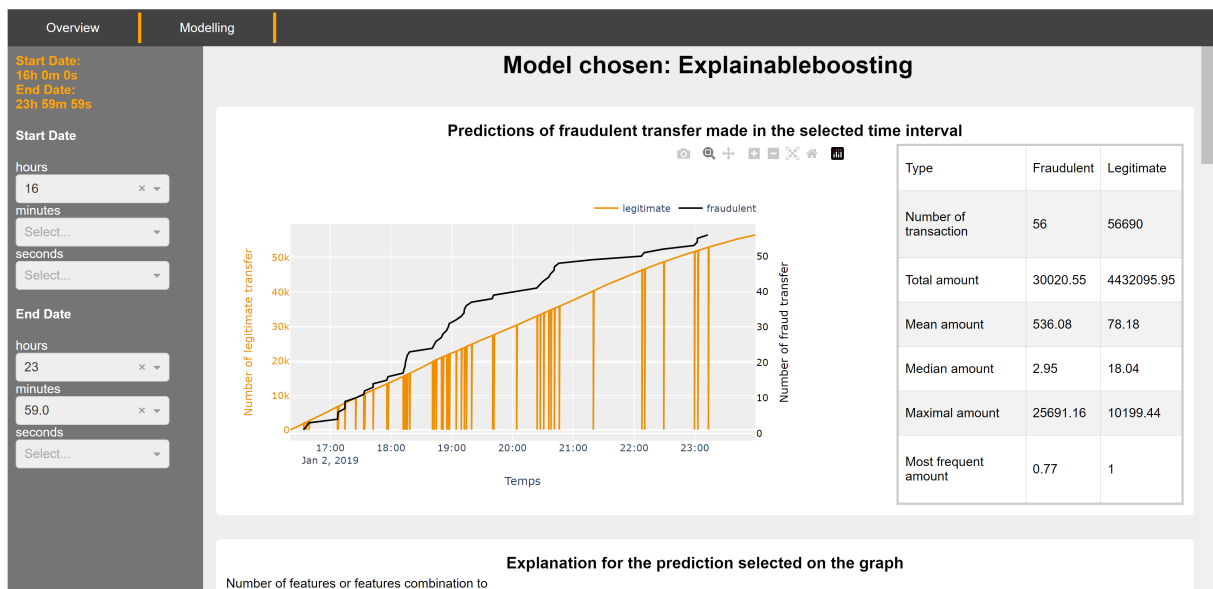 Overview
Modelling
Start Date:
16h 0m 0s
End Date:
23h 59m 59s
Start Date
hours
16
minutes
Select...
seconds
Select...
End Date
hours
23
minutes
59.0
seconds
Select...
Model chosen: Explainableboosting
Predictions of fraudulent transfer made in the selected time interval
legitimate
fraudulent
Number of legitimate transfer
50k
40k
30k
20k
10k
0
50
40
30
20
10
0
Number of fraud transfer
17:00
18:00
19:00
20:00
21:00
22:00
23:00
Jan 2, 2019
Temps
Type Fraudulent Legitimate
Number of
transaction
56 56690
Total amount 30020.55 4432095.95
Mean amount 536.08 78.18
Median amount 2.95 18.04
Maximal amount 25691.16 10199.44
Most frequent
amount
0.77 1
Explanation for the prediction selected on the graph
Number of features or features combination to